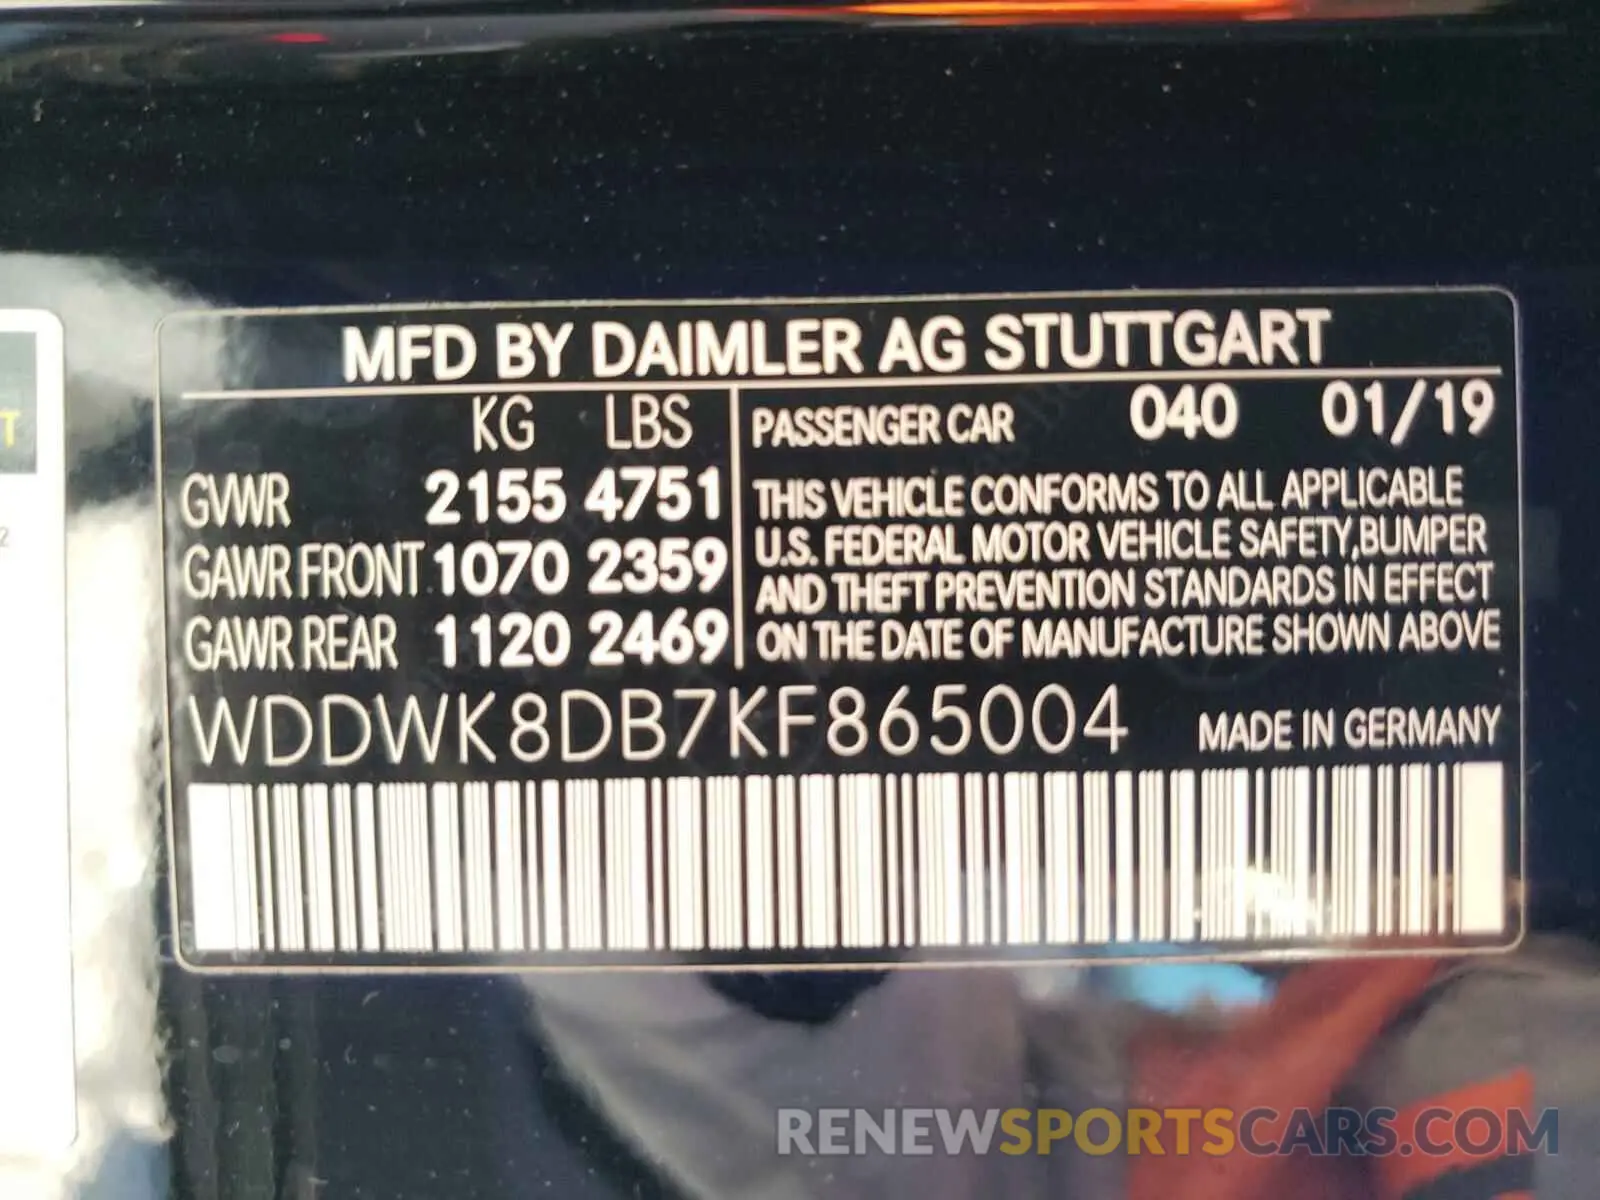 MFD BY DAIMLER AG STUTTGART
KG LBS
GVWR 2155 4751
GAWR FRONT 1070 2359
GAWR REAR 1120 2469
PASSENGER CAR 040 01/19
THIS VEHICLE CONFORMS TO ALL APPLICABLE
U.S. FEDERAL MOTOR VEHICLE SAFETY,BUMPER
AND THEFT PREVENTION STANDARDS IN EFFECT
ON THE DATE OF MANUFACTURE SHOWN ABOVE
WDDWK8DB7KF865004 MADE IN GERMANY
T
2
RENEWSPORTSCARS.COM